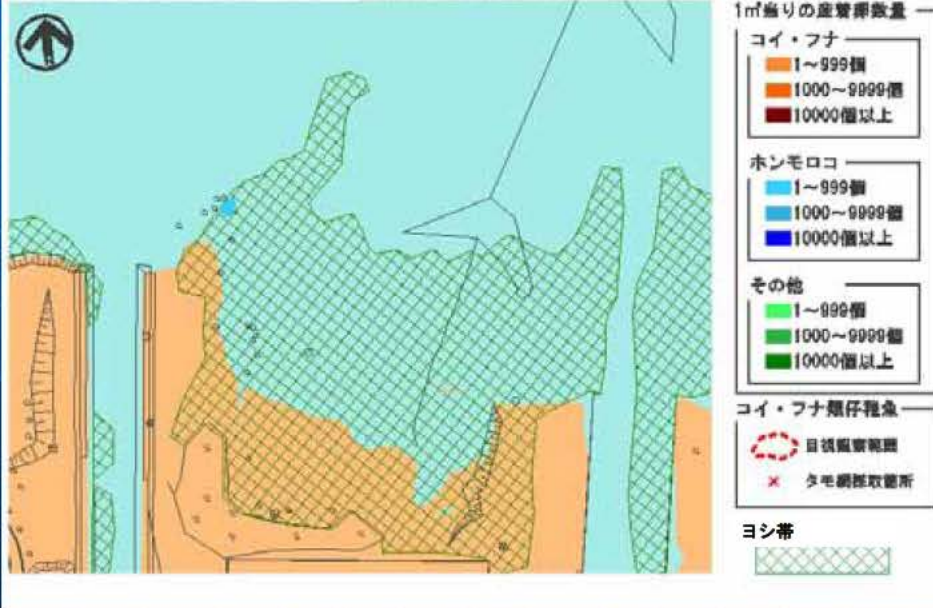 1㎡当りの産着卵数量
コイ・フナ
1～999個
1000～9999個
10000個以上
ホンモロコ
1～999個
1000～9999個
10000個以上
その他
1～999個
1000～9999個
10000個以上
コイ・フナ類仔稚魚
目視観察範囲
タモ網採取箇所
ヨシ帯